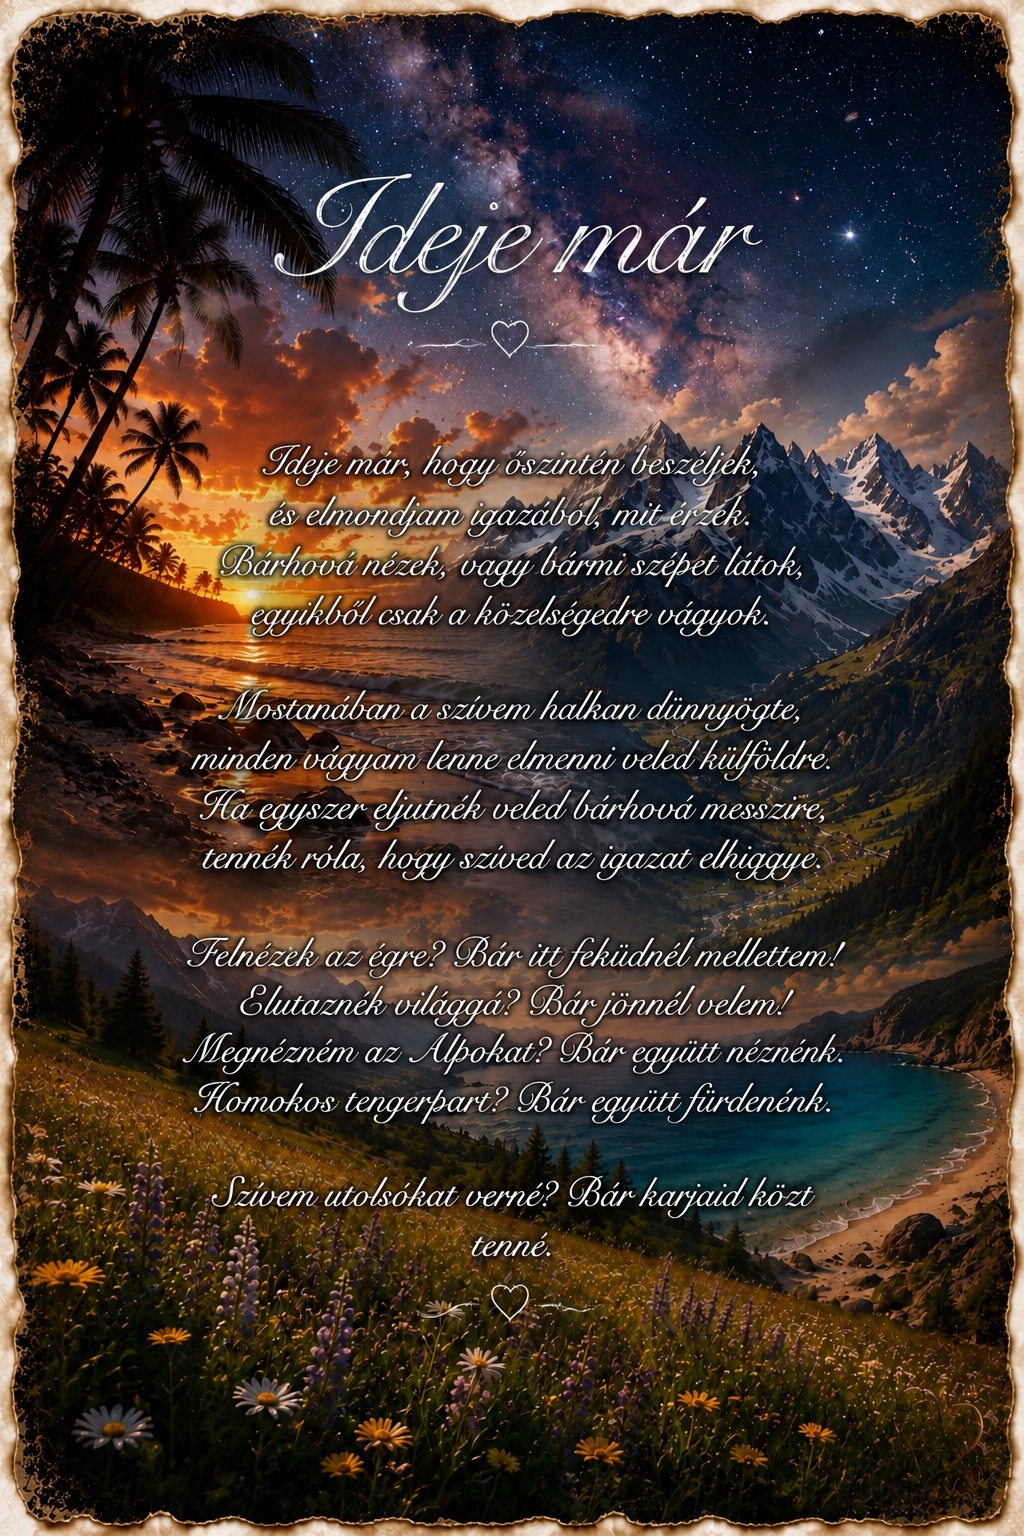 Ideje már
Ideje már, hogy őszintén beszéljek,
és elmondjam igazából, mit érzek.
Bárhová nézek, vagy bármi szépet látok,
egyikből csak a közelségedre vágyok.
Mostanában a szívem halkan dünnyögte,
minden vágyam lenne elmenni veled külföldre.
Ha egyszer eljutnék veled bárhová messzire,
tennék róla, hogy szíved az igazat elhiggye.
Felnézek az égre? Bár itt feküdnél mellettem!
Elutaznék világgá? Bár jönnél velem!
Megnézném az Alpokat? Bár együtt néznénk.
Homokos tengerpart? Bár együtt fürdenénk.
Szívem utolsókat verné? Bár karjaid közt
tenné.